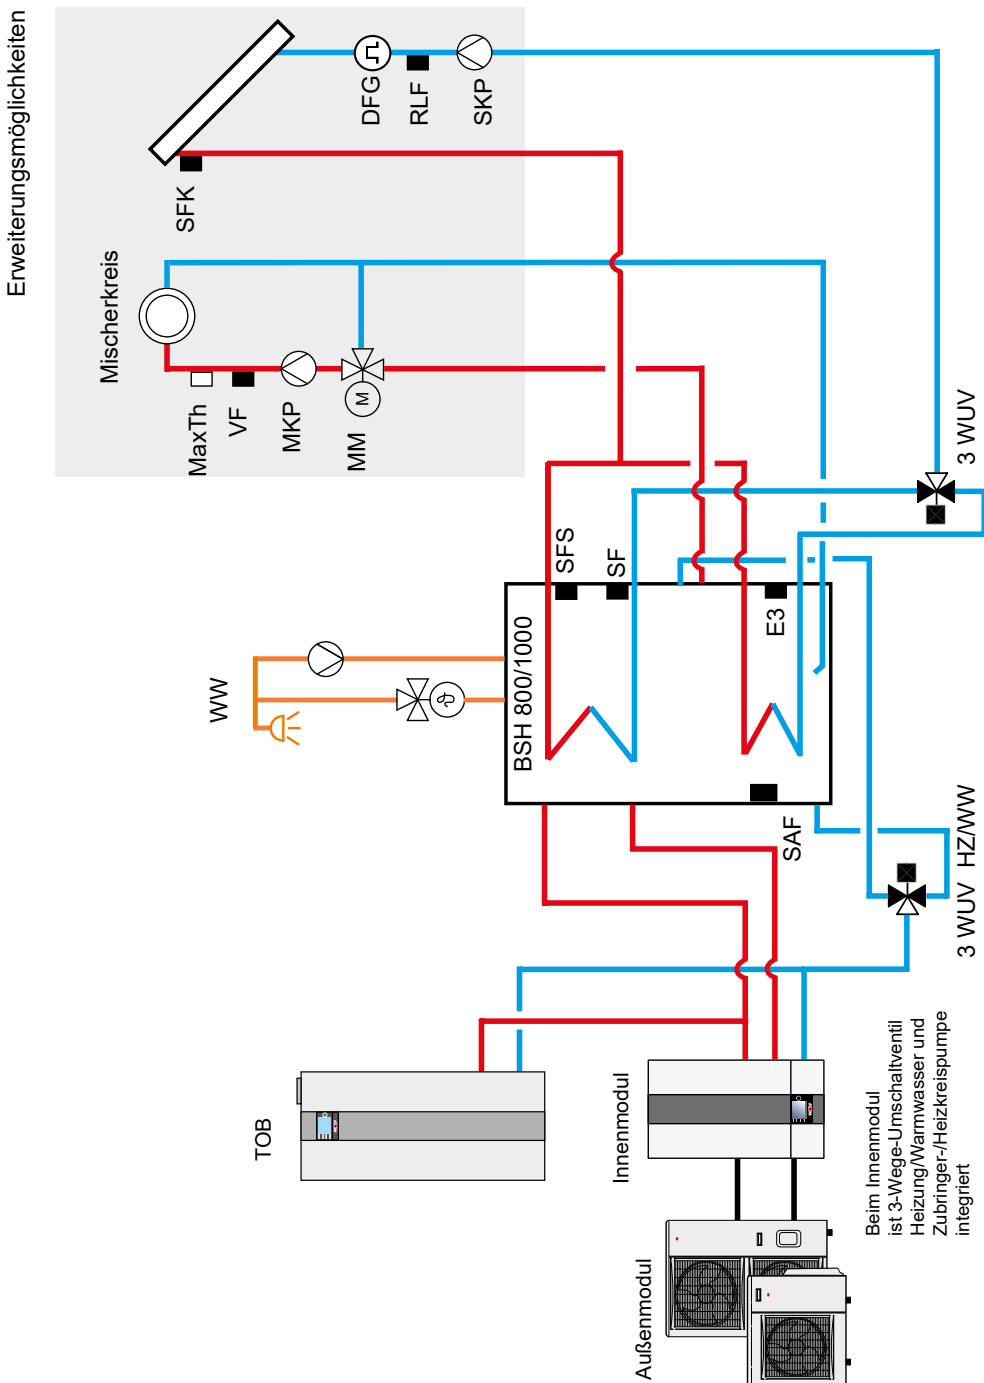 Erweiterungsmöglichkeiten
SFK
DFG
RLF
SKP
Mischerkreis
MaxTh
VF
MKP
MM
M
3 WUV
WW
BSH 800/1000
SFS
SF
E3
SAF
3 WUV HZ/WW
TOB
Innenmodul
Außenmodul
Beim Innenmodul
ist 3-Wege-Umschaltventil
Heizung/Warmwasser und
Zubringer-/Heizkreispumpe
integriert